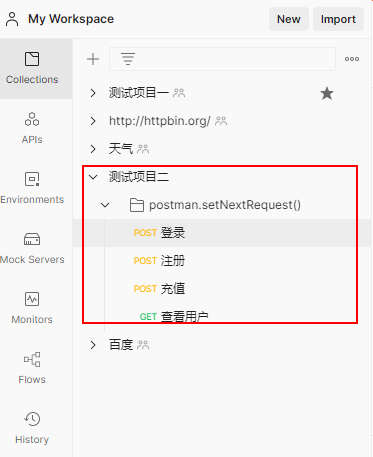 My Workspace
New
Import
Collections
APIs
Environments
Mock Servers
Monitors
Flows
History
测试项目一
http://httpbin.org/
天气
测试项目二
postman.setNextRequest()
POST 登录
POST 注册
POST 充值
GET 查看用户
百度